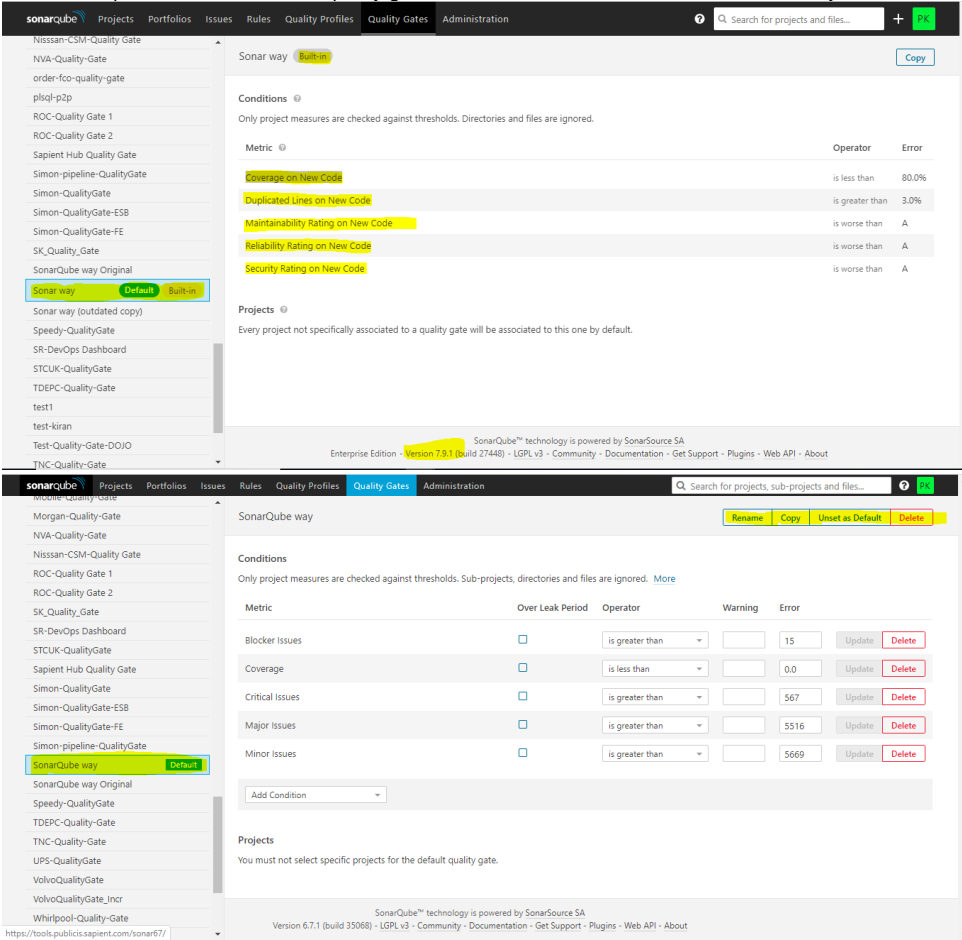 sonarqube Projects Portfolios Issues Rules Quality Profiles Quality Gates Administration ? Search for projects and files... + PK
Nisssan-CSM-Quality Gate
NVA-Quality-Gate
order-fco-quality-gate
plsql-p2p
ROC-Quality Gate 1
ROC-Quality Gate 2
Sapient Hub Quality Gate
Simon-pipeline-QualityGate
Simon-QualityGate
Simon-QualityGate-ESB
Simon-QualityGate-FE
SK_Quality_Gate
SonarQube way Original
Sonar way Default Built-in
Sonar way (outdated copy)
Speedy-QualityGate
SR-DevOps Dashboard
STCUK-QualityGate
TDEPC-Quality-Gate
test1
test-kiran
Test-Quality-Gate-DOJO
TNC-Quality-Gate
Sonar way Built-in Copy
Conditions ?
Only project measures are checked against thresholds. Directories and files are ignored.
Metric ? Operator Error
Coverage on New Code is less than 80.0%
Duplicated Lines on New Code is greater than 3.0%
Maintainability Rating on New Code is worse than A
Reliability Rating on New Code is worse than A
Security Rating on New Code is worse than A
Projects ?
Every project not specifically associated to a quality gate will be associated to this one by default.
SonarQube™ technology is powered by SonarSource SA
Enterprise Edition - Version 7.9.1 (build 27448) - LGPL v3 - Community - Documentation - Get Support - Plugins - Web API - About
sonarqube Projects Portfolios Issues Rules Quality Profiles Quality Gates Administration Search for projects, sub-projects and files... ? PK
Mobile-Quality-Gate
Morgan-Quality-Gate
NVA-Quality-Gate
Nisssan-CSM-Quality Gate
ROC-Quality Gate 1
ROC-Quality Gate 2
SK_Quality_Gate
SR-DevOps Dashboard
STCUK-QualityGate
Sapient Hub Quality Gate
Simon-QualityGate
Simon-QualityGate-ESB
Simon-QualityGate-FE
Simon-pipeline-QualityGate
SonarQube way Default
SonarQube way Original
Speedy-QualityGate
TDEPC-Quality-Gate
TNC-Quality-Gate
UPS-QualityGate
VolvoQualityGate
VolvoQualityGate_Incr
Whirlpool-Quality-Gate
https://tools.publicis.sapient.com/sonar67/
SonarQube way Rename Copy Unset as Default Delete
Conditions
Only project measures are checked against thresholds. Sub-projects, directories and files are ignored. More
Metric Over Leak Period Operator Warning Error
Blocker Issues is greater than 15 Update Delete
Coverage is less than 0.0 Update Delete
Critical Issues is greater than 567 Update Delete
Major Issues is greater than 5516 Update Delete
Minor Issues is greater than 5669 Update Delete
Add Condition
Projects
You must not select specific projects for the default quality gate.
SonarQube™ technology is powered by SonarSource SA
Version 6.7.1 (build 35068) - LGPL v3 - Community - Documentation - Get Support - Plugins - Web API - About